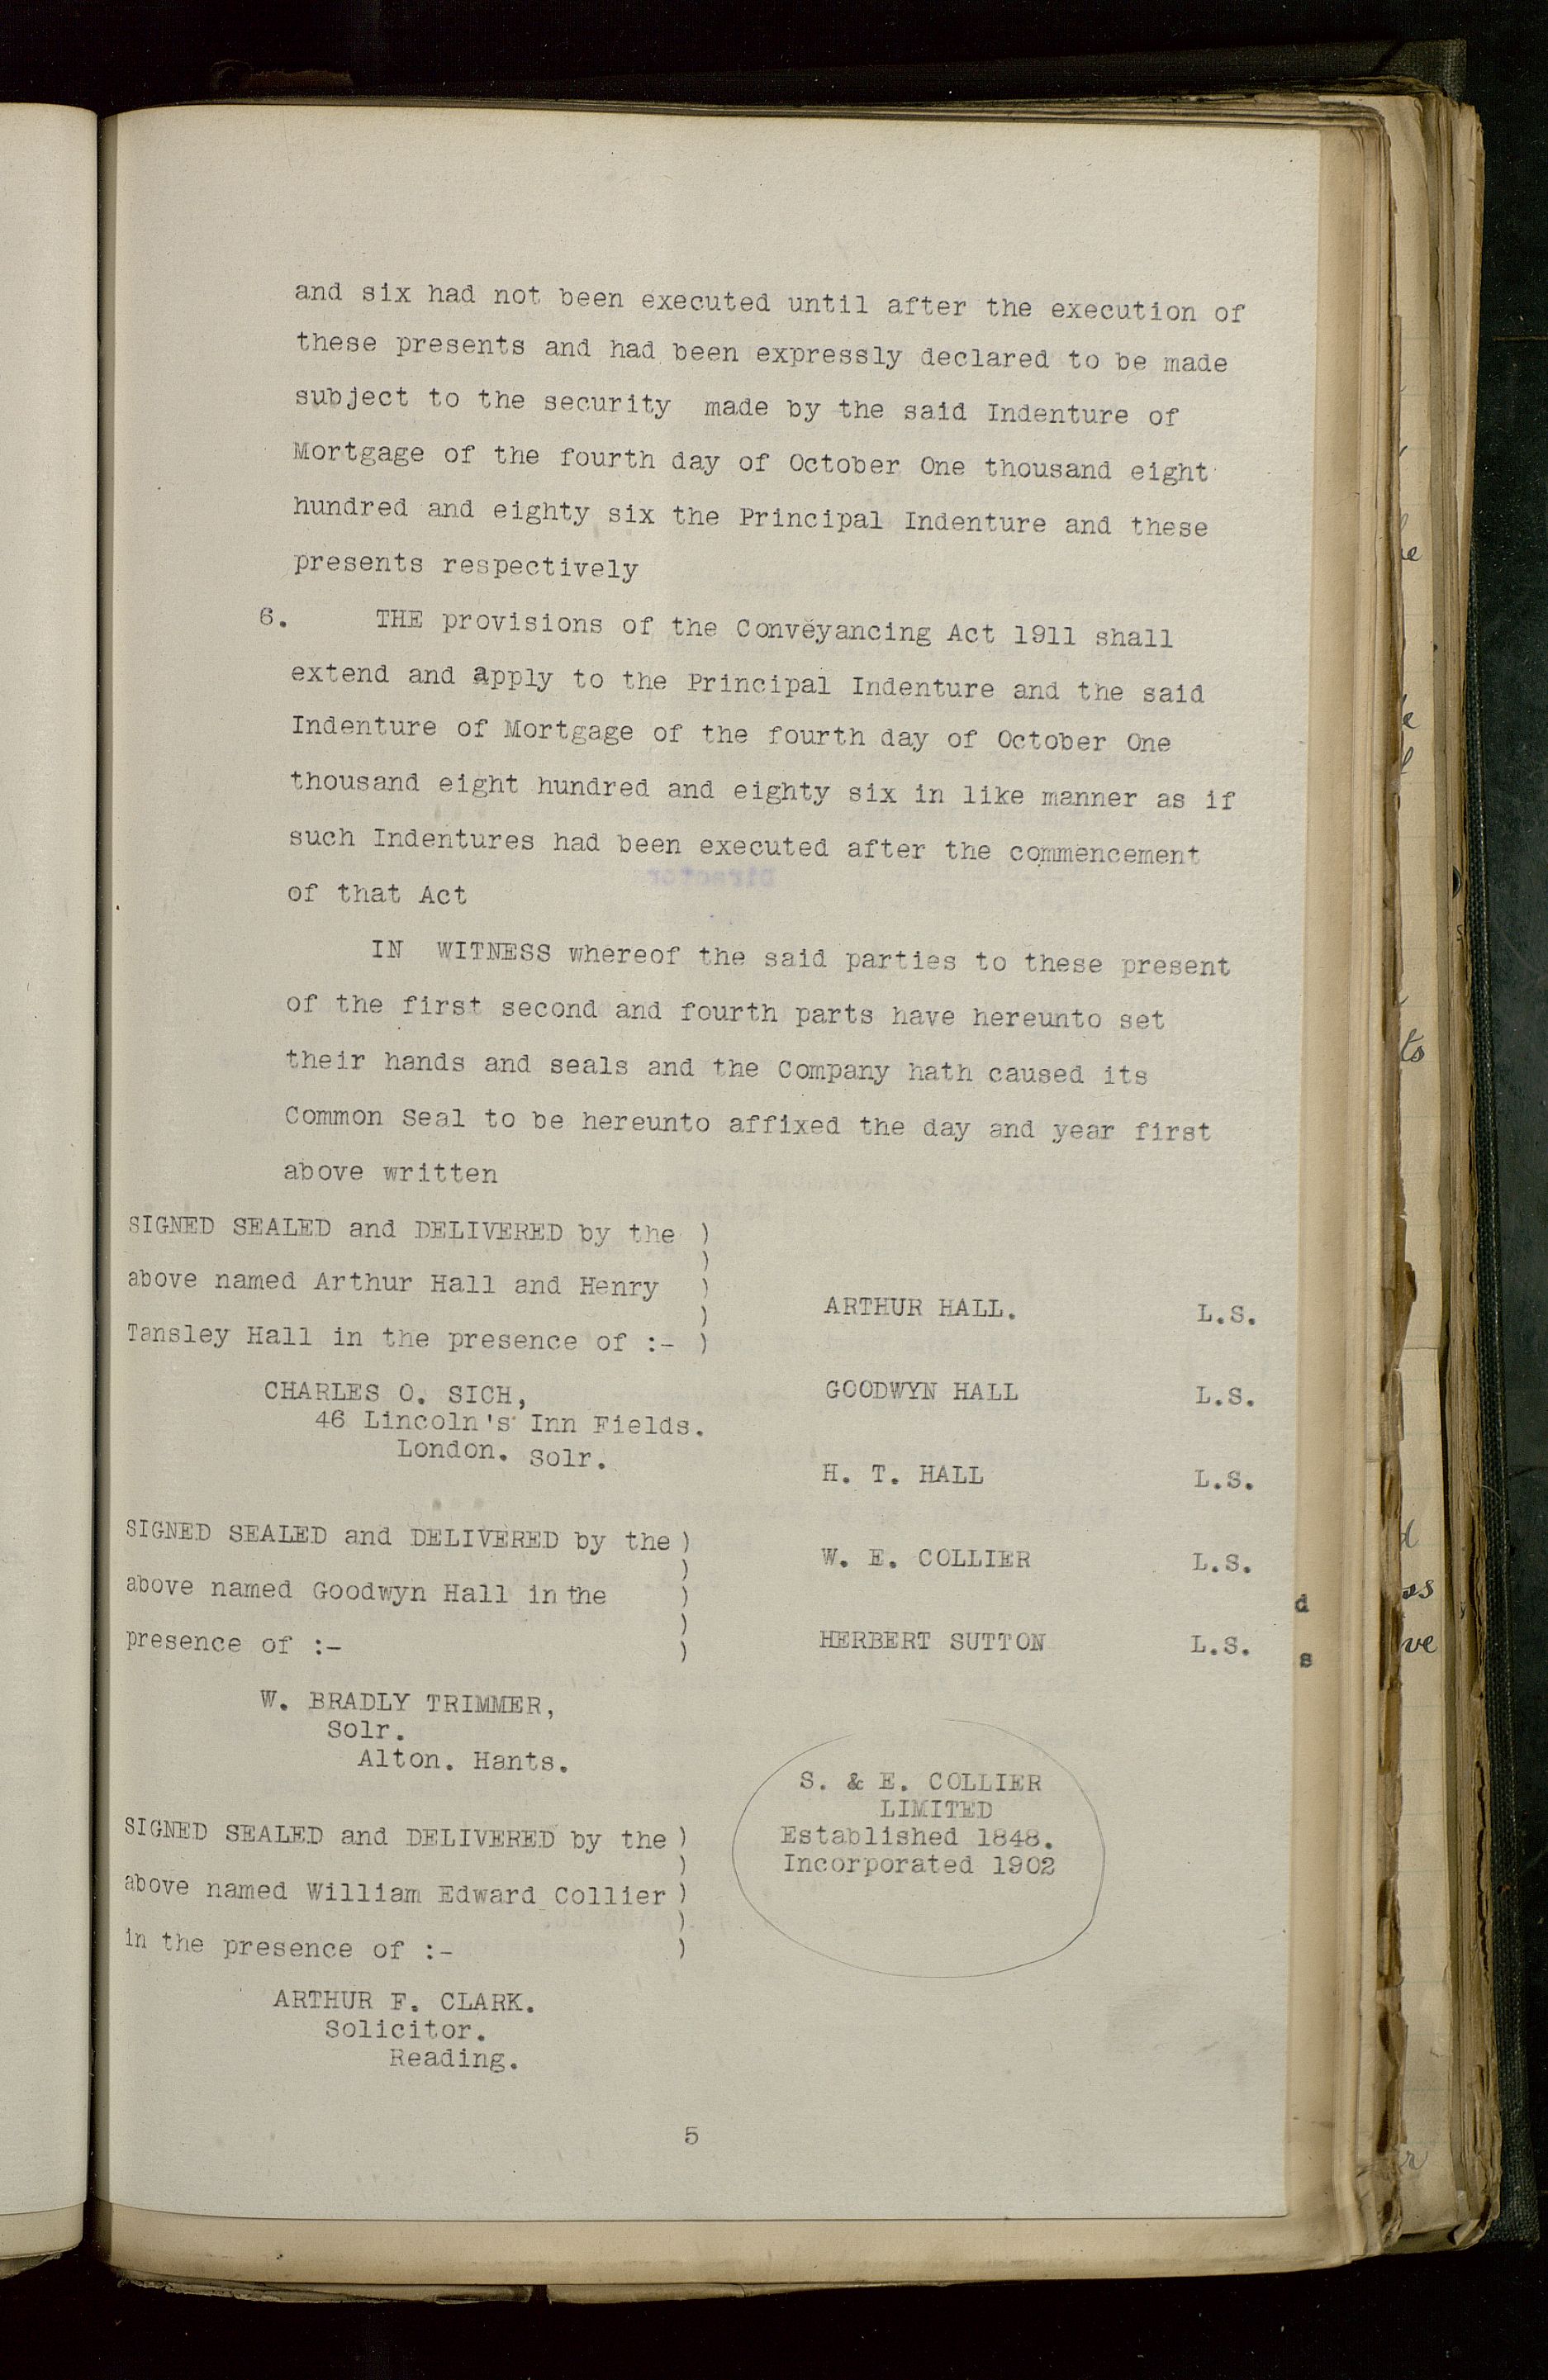 and six had not been executed until after the execution of
these presents and had been expressly declared to be made
subject to the security made by the said Indenture of
Mortgage of the fourth day of October One thousand eight
hundred and eighty six the Principal Indenture and these
presents respectively
6. THE provisions of the Conveyancing Act 1911 shall
extend and apply to the Principal Indenture and the said
Indenture of Mortgage of the fourth day of October One
thousand eight hundred and eighty six in like manner as if
such Indentures had been executed after the commencement
of that Act
IN WITNESS whereof the said parties to these present
of the first second and fourth parts have hereunto set
their hands and seals and the Company hath caused its
Common Seal to be hereunto affixed the day and year first
above written
SIGNED SEALED and DELIVERED by the )
above named Arthur Hall and Henry )
Tansley Hall in the presence of :- )
CHARLES O. SICH,
46 Lincoln's Inn Fields.
London. Solr.
SIGNED SEALED and DELIVERED by the )
above named Goodwyn Hall in the )
presence of :- )
W. BRADLY TRIMMER,
Solr.
Alton. Hants.
SIGNED SEALED and DELIVERED by the )
above named William Edward Collier )
in the presence of :- )
ARTHUR F. CLARK.
Solicitor.
Reading.
ARTHUR HALL. L.S.
GOODWYN HALL L.S.
H. T. HALL L.S.
W. E. COLLIER L.S.
HERBERT SUTTON L.S.
S. & E. COLLIER
LIMITED
Established 1848.
Incorporated 1902
5
d
s
ts
ve